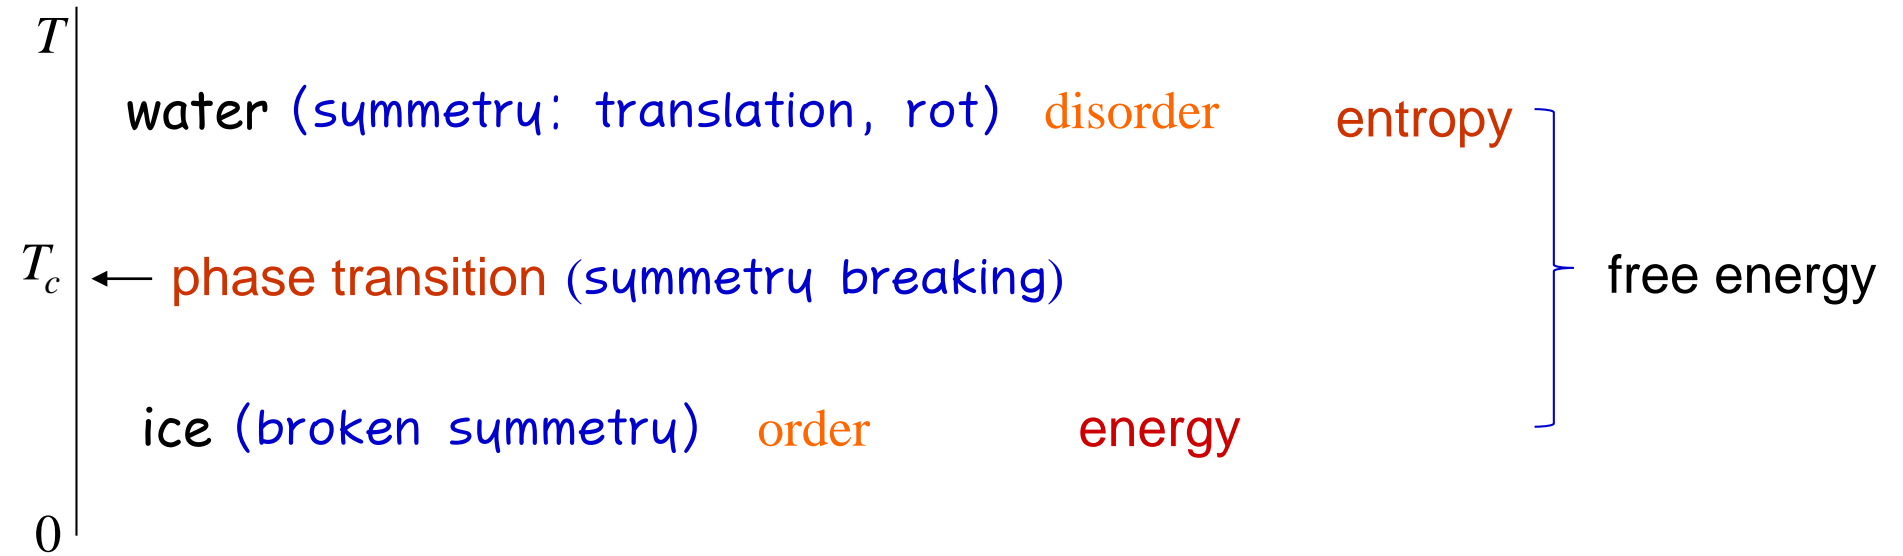 T
water (symmetry: translation, rot) disorder entropy
T_c ← phase transition (symmetry breaking) free energy
ice (broken symmetry) order energy
0